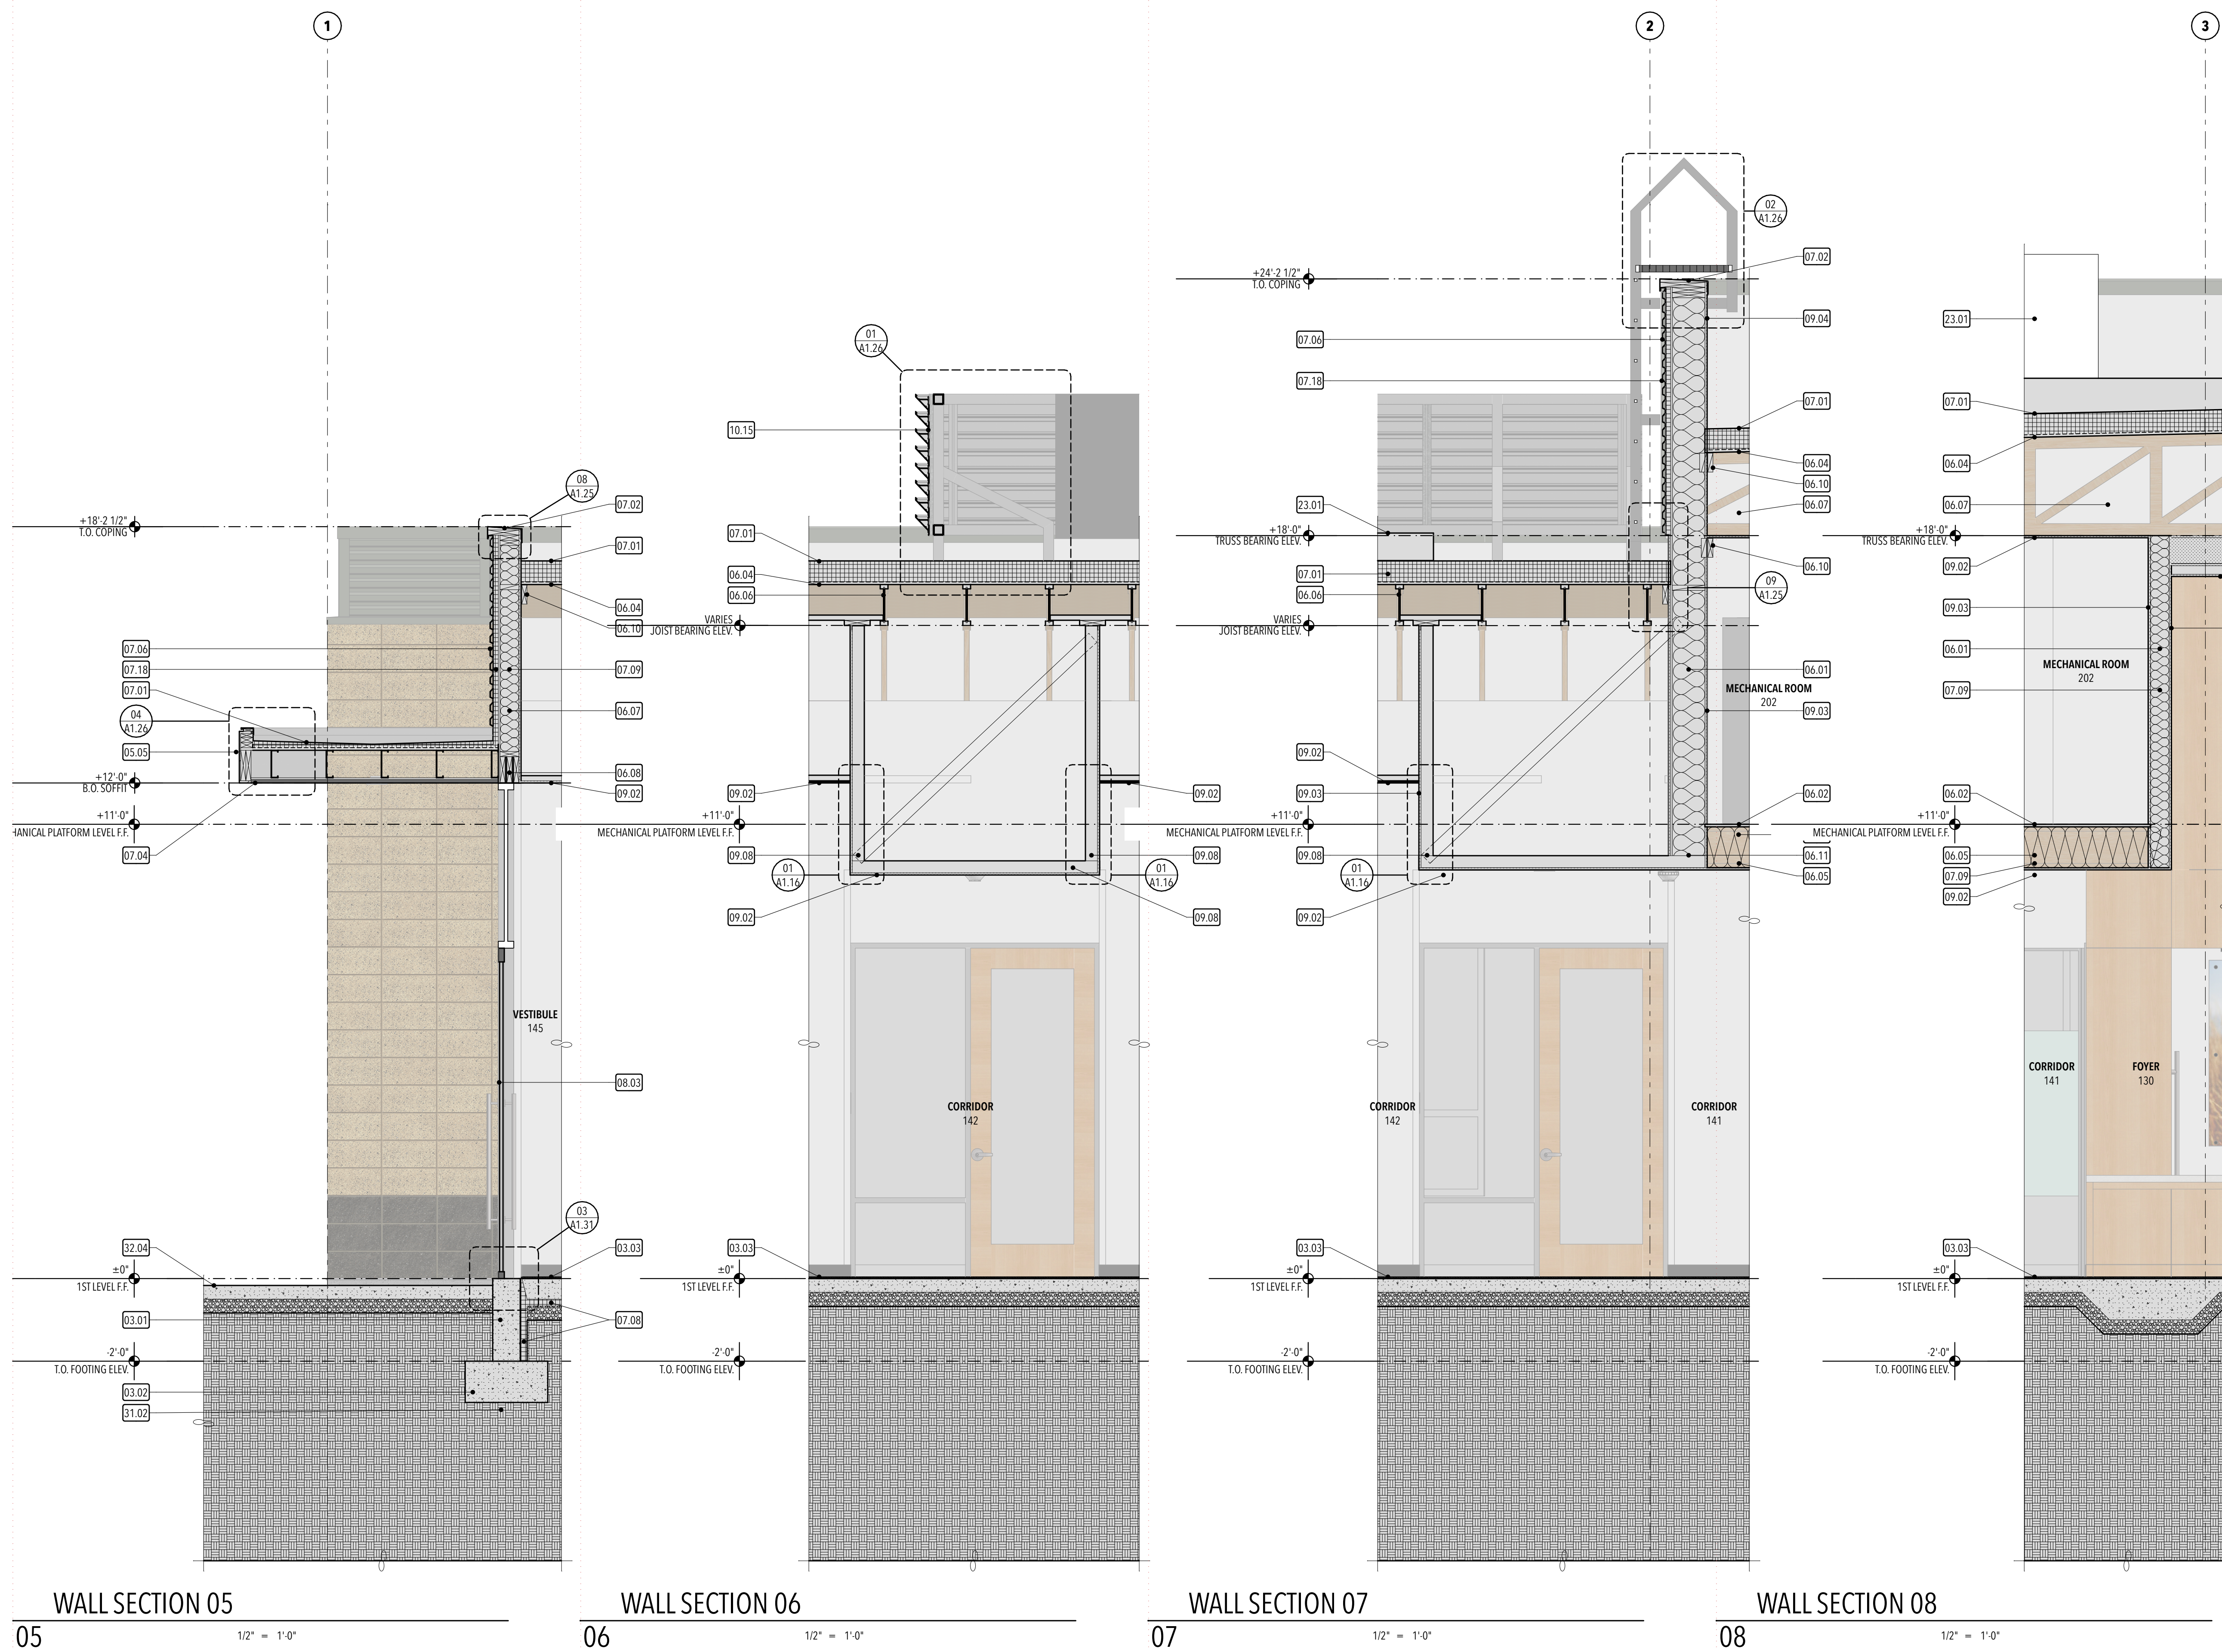 1
2
3
08
A1.25
07.02
+18'-2 1/2"
T.O. COPING
07.01
06.04
06.10
07.06
07.18
07.01
07.09
04
A1.26
06.07
05.05
06.08
+12'-0"
B.O. SOFFIT
09.02
+11'-0"
HANICAL PLATFORM LEVEL F.F.
07.04
VESTIBULE
145
08.03
03
A1.31
32.04
03.03
±0"
1ST LEVEL F.F.
03.01
07.08
-2'-0"
T.O. FOOTING ELEV.
03.02
31.02
WALL SECTION 05
05
1/2" = 1'-0"
01
A1.26
10.15
07.01
06.04
06.06
VARIES
JOIST BEARING ELEV.
09.02
09.02
+11'-0"
MECHANICAL PLATFORM LEVEL F.F.
09.08
09.08
01
A1.16
01
A1.16
09.02
09.08
CORRIDOR
142
03.03
±0"
1ST LEVEL F.F.
-2'-0"
T.O. FOOTING ELEV.
WALL SECTION 06
06
1/2" = 1'-0"
02
A1.26
07.02
+24'-2 1/2"
T.O. COPING
09.04
07.06
07.18
07.01
06.04
06.10
23.01
06.07
+18'-0"
TRUSS BEARING ELEV.
07.01
06.10
06.06
09
A1.25
VARIES
JOIST BEARING ELEV.
06.01
MECHANICAL ROOM
202
09.03
09.02
09.03
06.02
+11'-0"
MECHANICAL PLATFORM LEVEL F.F.
09.08
06.11
01
A1.16
06.05
09.02
CORRIDOR
142
CORRIDOR
141
03.03
±0"
1ST LEVEL F.F.
-2'-0"
T.O. FOOTING ELEV.
WALL SECTION 07
07
1/2" = 1'-0"
23.01
07.01
06.04
06.07
+18'-0"
TRUSS BEARING ELEV.
09.02
09.03
06.01
MECHANICAL ROOM
202
07.09
06.02
+11'-0"
MECHANICAL PLATFORM LEVEL F.F.
06.05
07.09
09.02
CORRIDOR
141
FOYER
130
03.03
±0"
1ST LEVEL F.F.
-2'-0"
T.O. FOOTING ELEV.
WALL SECTION 08
08
1/2" = 1'-0"